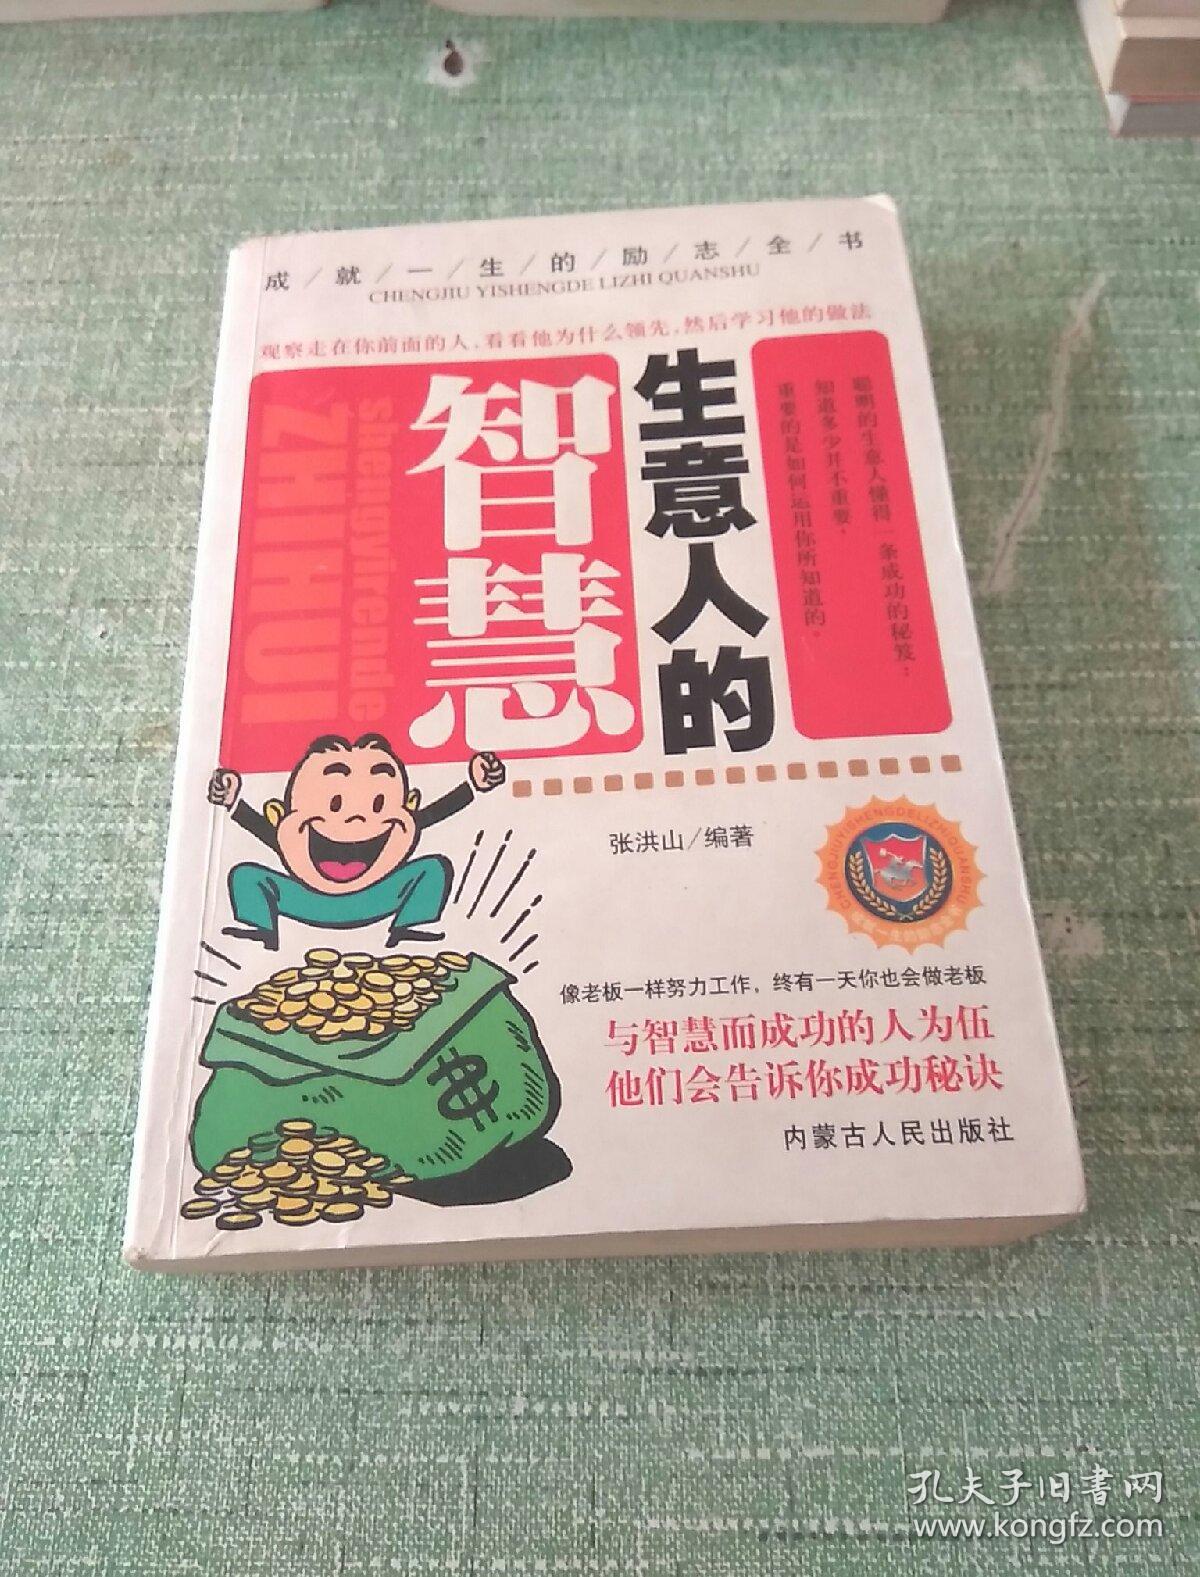 成/就/一/生/的/励/志/全/书
CHENGJIU YISHENGDE LIZHI QUANSHU
观察走在你前面的人,看看他为什么领先,然后学习他的做法
聪明的生意人懂得一条成功的秘笈:
知道多少并不重要,
重要的是如何运用你所知道的。
生意人的
智慧
shengyirende
ZHIHUI
张洪山/编著
CHENGJIUYISHENGDELIZHIQUANSHU
像老板一样努力工作,终有一天你也会做老板
与智慧而成功的人为伍
他们会告诉你成功秘诀
内蒙古人民出版社
孔夫子旧书网
www.kongfz.com